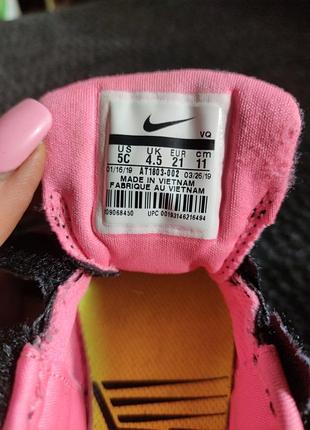 VQ
US UK EUR cm
5C 4.5 21 11
01/16/19 AT1803-002 03/26/19
MADE IN VIETNAM
FABRIQUE AU VIETNAM
0209068450 UPC 00193146216494